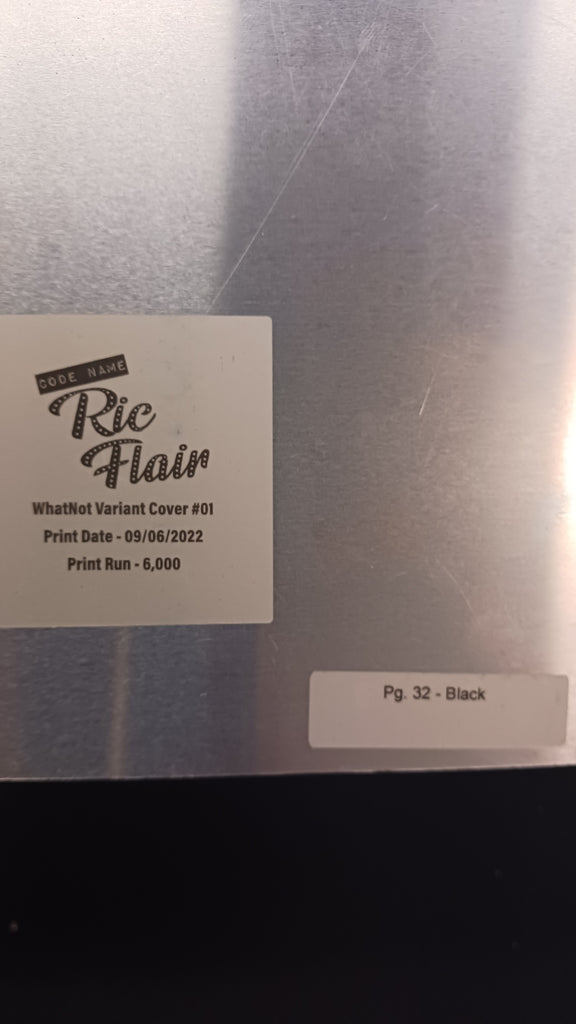 CODE NAME
Ric
Flair
WhatNot Variant Cover #01
Print Date - 09/06/2022
Print Run - 6,000
Pg. 32 - Black